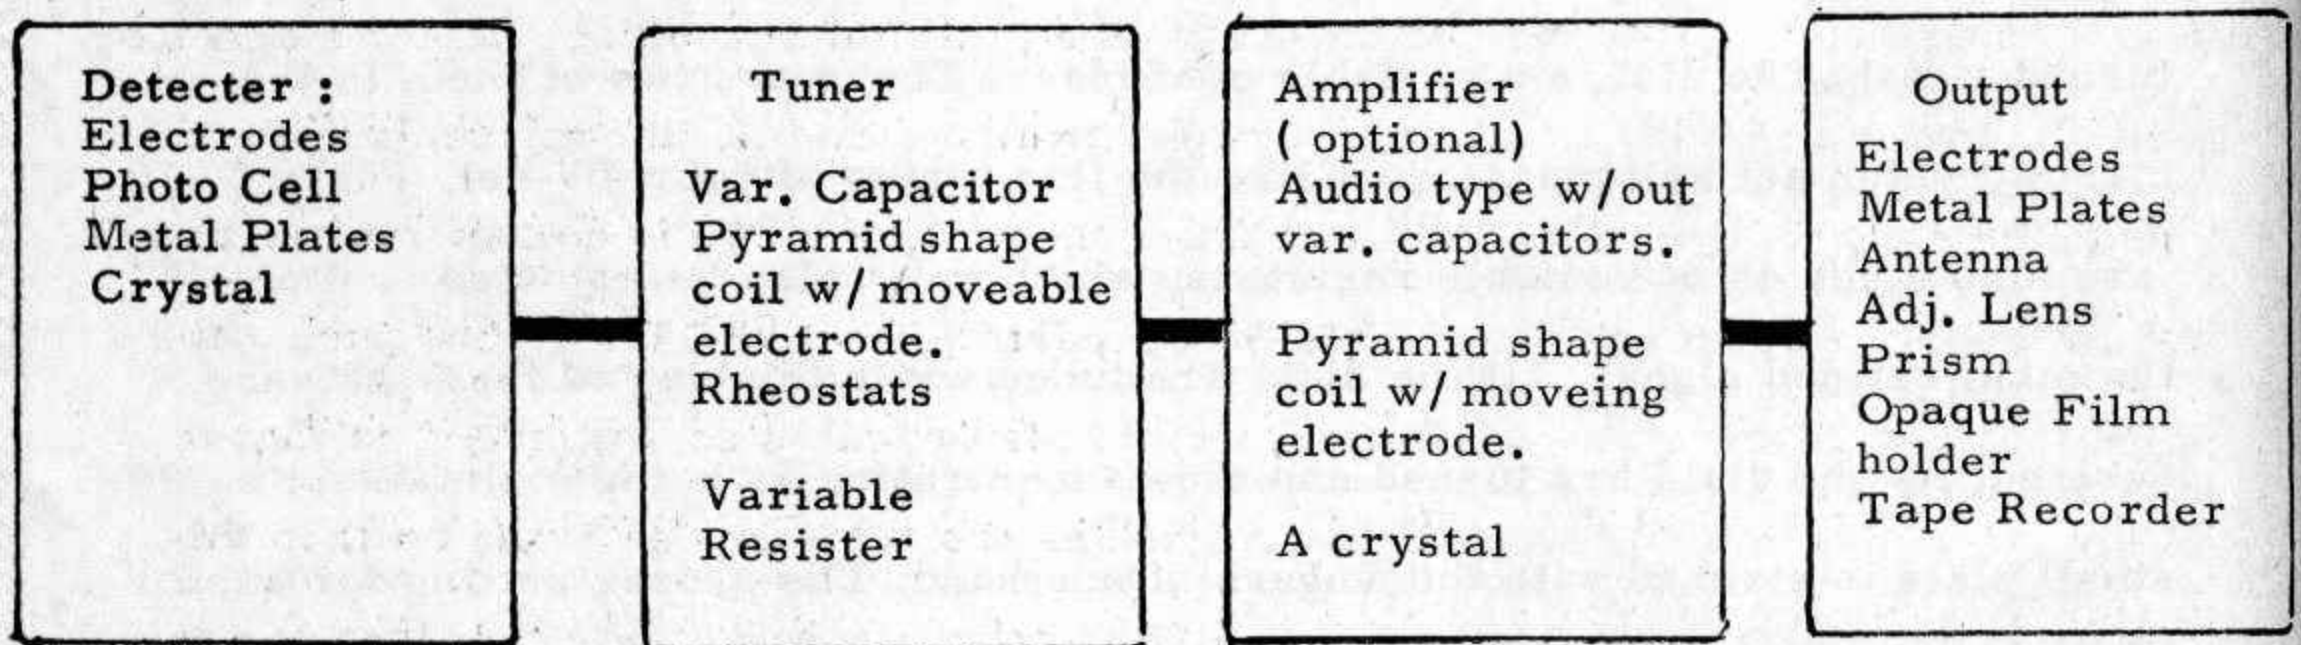 Detecter :
Electrodes
Photo Cell
Metal Plates
Crystal
Tuner
Var. Capacitor
Pyramid shape
coil w/ moveable
electrode.
Rheostats
Variable
Resister
Amplifier
( optional)
Audio type w/out
var. capacitors.
Pyramid shape
coil w/ moveing
electrode.
A crystal
Output
Electrodes
Metal Plates
Antenna
Adj. Lens
Prism
Opaque Film
holder
Tape Recorder